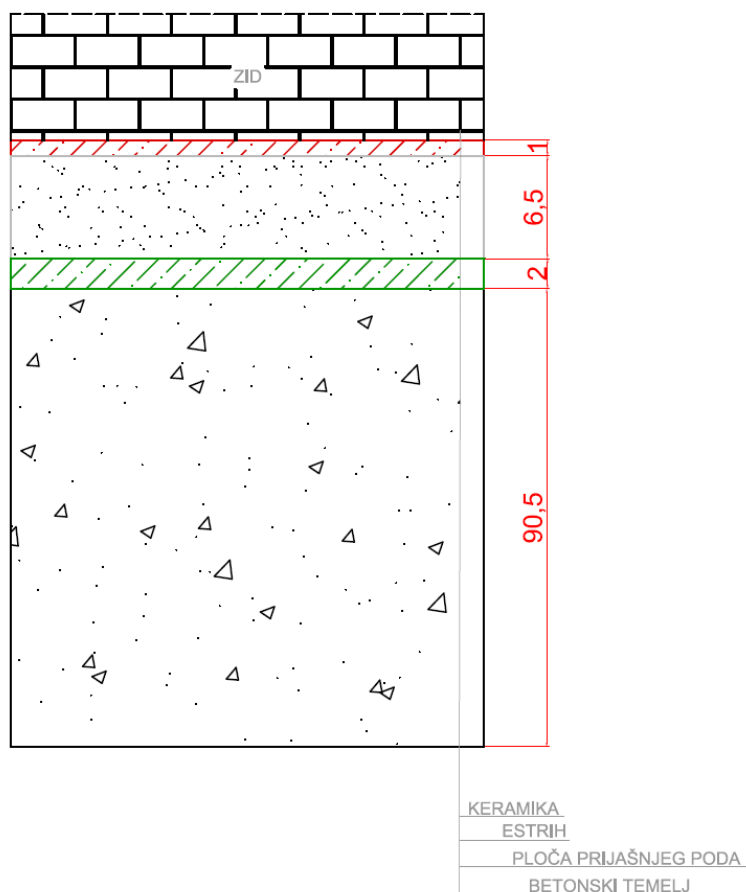 ZID
1
6,5
2
90,5
KERAMIKA
ESTRIH
PLOČA PRIJAŠNJEG PODA
BETONSKI TEMELJ